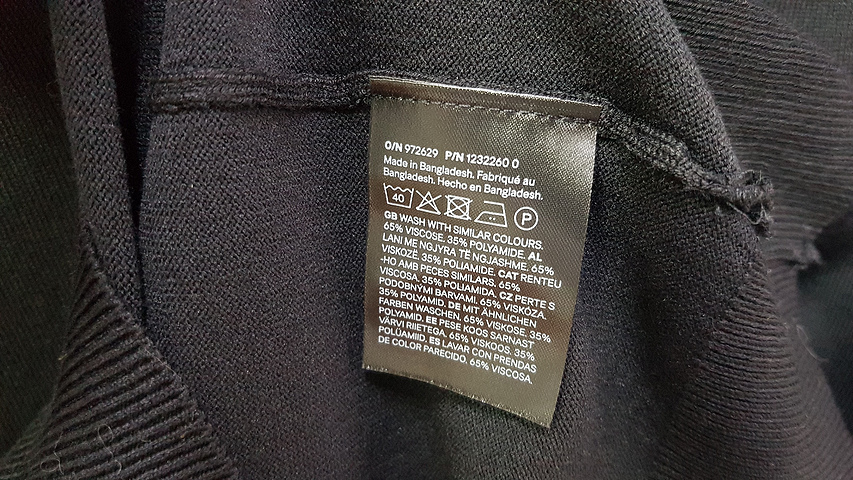 O/N 972629 P/N 1232260 0
Made in Bangladesh. Fabriqué au
Bangladesh. Hecho en Bangladesh.
40 P
GB WASH WITH SIMILAR COLOURS.
65% VISCOSE. 35% POLYAMIDE. AL
LANI ME NGJYRA TË NGJASHME. 65%
VISKOZË. 35% POLIAMIDE. CAT RENTEU
-HO AMB PECES SIMILARS. 65%
VISCOSA. 35% POLIAMIDA. CZ PERTE S
PODOBNÝMI BARVAMI. 65% VISKÓZA.
35% POLYAMID. DE MIT ÄHNLICHEN
FARBEN WASCHEN. 65% VISKOSE. 35%
POLYAMID. EE PESE KOOS SARNAST
VÄRVI RIIETEGA. 65% VISKOOS. 35%
POLÜAMIID. ES LAVAR CON PRENDAS
DE COLOR PARECIDO. 65% VISCOSA.